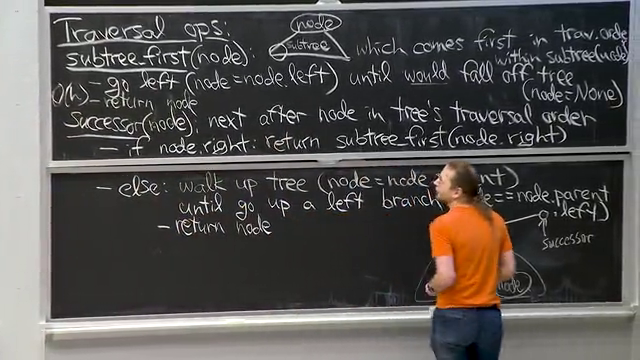 Traversal ops:
node
subtree
subtree_first(node): which comes first in trav. order
within subtree(node)
- go left (node = node.left) until would fall off tree
(node = None)
O(h) - return node
Successor(node): next after node in tree's traversal order
- if node.right: return subtree_first(node.right)
- else: walk up tree (node = node
until go up a left branch == node.parent
.left)
- return node
successor
node